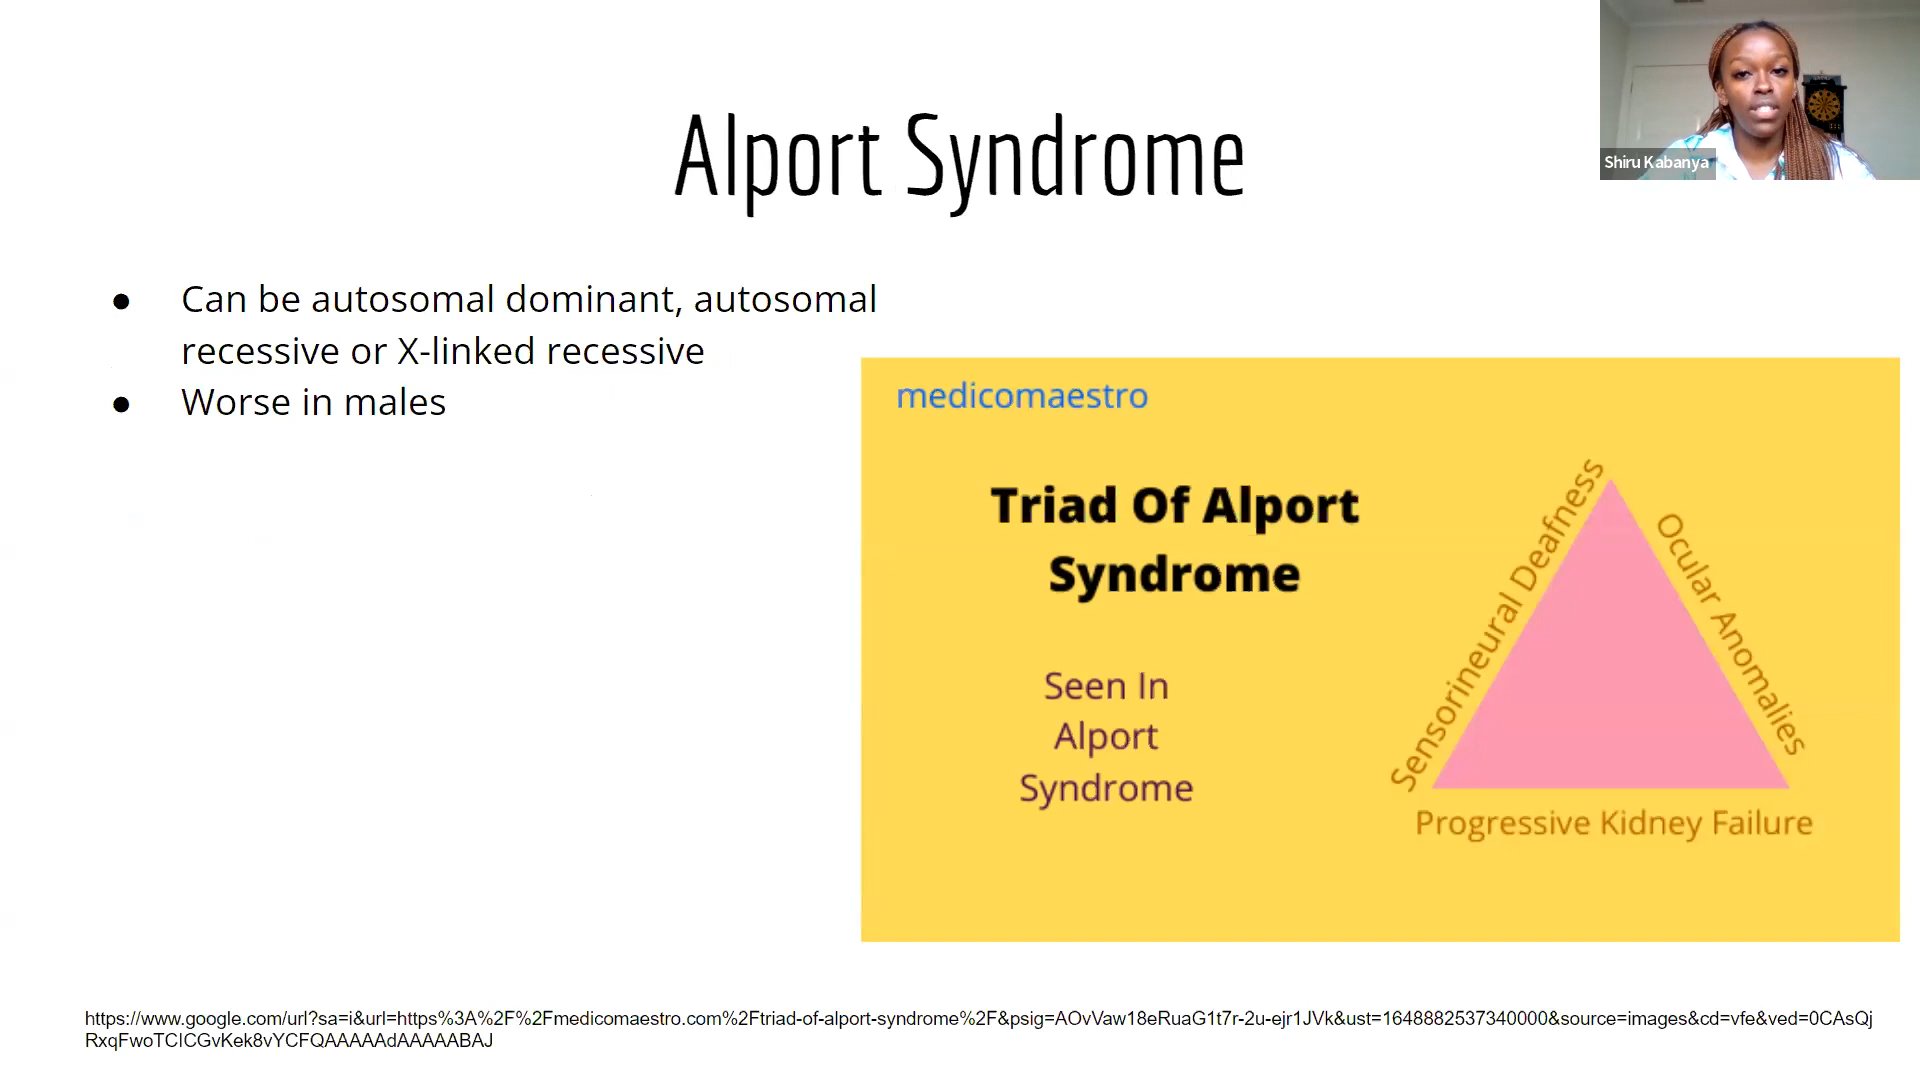 Alport Syndrome
Shiru Kabanya
● Can be autosomal dominant, autosomal
recessive or X-linked recessive
● Worse in males
medicomaestro
Triad Of Alport
Syndrome
Seen In
Alport
Syndrome
Sensorineural Deafness
Ocular Anomalies
Progressive Kidney Failure
https://www.google.com/url?sa=i&url=https%3A%2F%2Fmedicomaestro.com%2Ftriad-of-alport-syndrome%2F&psig=AOvVaw18eRuaG1t7r-2u-ejr1JVk&ust=1648882537340000&source=images&cd=vfe&ved=0CAsQj
RxqFwoTCICGvKek8vYCFQAAAAAdAAAAABAJ